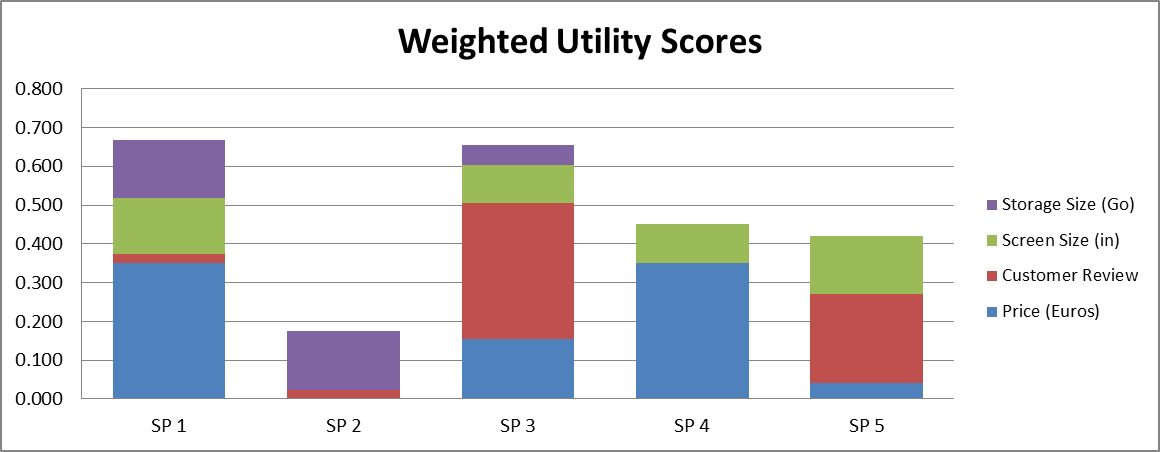 Weighted Utility Scores
0.800
0.700
0.600
0.500
0.400
0.300
0.200
0.100
0.000
SP 1
SP 2
SP 3
SP 4
SP 5
Storage Size (Go)
Screen Size (in)
Customer Review
Price (Euros)